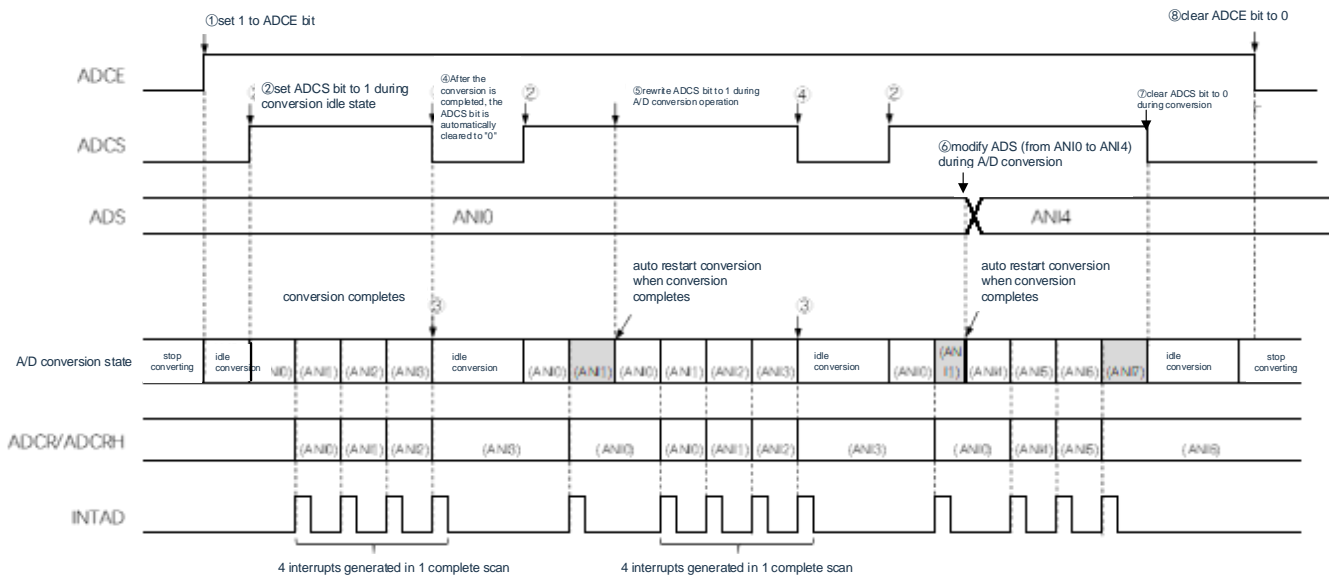 ①set 1 to ADCE bit
⑧clear ADCE bit to 0
ADCE
②set ADCS bit to 1 during
conversion idle state
④After the
conversion is
completed, the
ADCS bit is
automatically
cleared to "0"
②
⑤rewrite ADCS bit to 1 during
A/D conversion operation
④
②
⑦clear ADCS bit to 0
during conversion
ADCS
⑥modify ADS (from ANI0 to ANI4)
during A/D conversion
ADS
ANI0
ANI4
auto restart conversion
when conversion
completes
auto restart conversion
when conversion
completes
conversion completes
③
③
A/D conversion state
stop
converting
idle
conversion
ANI0)
(ANI1)
(ANI2)
(ANI3)
idle
conversion
(ANI0)
(ANI1)
(ANI0)
(ANI1)
(ANI2)
(ANI3)
idle
conversion
(ANI0)
(AN
I1)
(ANI4)
(ANI5)
(ANI6)
(ANI7)
idle
conversion
stop
converting
ADCR/ADCRH
(ANI0)
(ANI1)
(ANI2)
(ANI3)
(ANI0)
(ANI0)
(ANI1)
(ANI2)
(ANI3)
(ANI0)
(ANI4)
(ANI5)
(ANI6)
INTAD
4 interrupts generated in 1 complete scan
4 interrupts generated in 1 complete scan